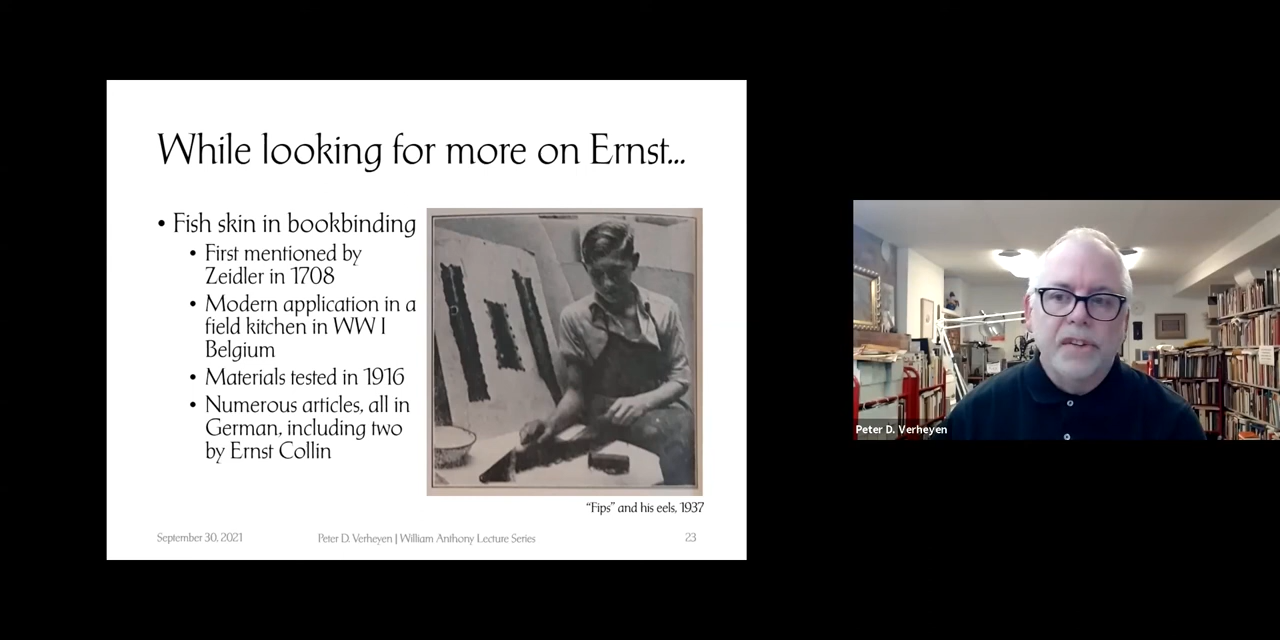 While looking for more on Ernst...
• Fish skin in bookbinding
• First mentioned by
Zeidler in 1708
• Modern application in a
field kitchen in WW I
Belgium
• Materials tested in 1916
• Numerous articles, all in
German, including two
by Ernst Collin
"Fips" and his eels, 1937
September 30, 2021
Peter D. Verheyen | William Anthony Lecture Series
23
Peter D. Verheyen